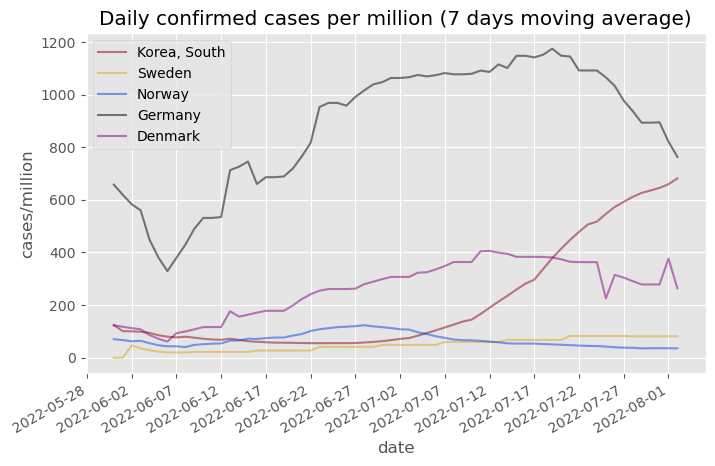 Daily confirmed cases per million (7 days moving average)
Korea, South
Sweden
Norway
Germany
Denmark
cases/million
1200
1000
800
600
400
200
0
2022-05-28
2022-06-02
2022-06-07
2022-06-12
2022-06-17
2022-06-22
2022-06-27
2022-07-02
2022-07-07
2022-07-12
2022-07-17
2022-07-22
2022-07-27
2022-08-01
date